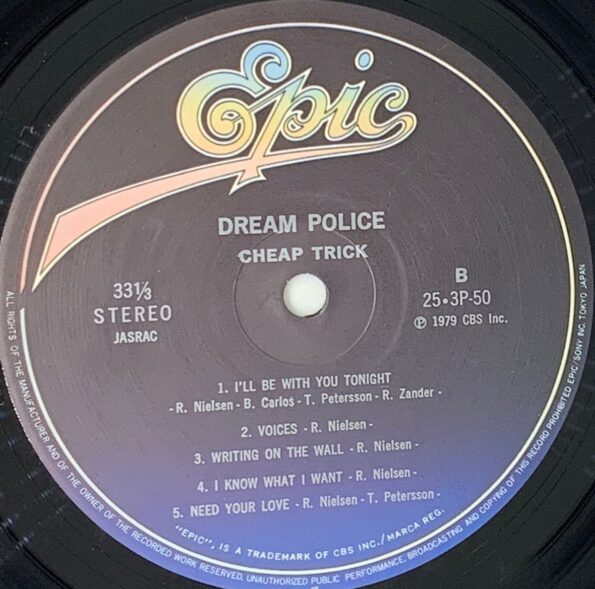 Epic
DREAM POLICE
CHEAP TRICK
33⅓
STEREO
JASRAC
B
25•3P-50
℗ 1979 CBS Inc.
1. I'LL BE WITH YOU TONIGHT
-R. Nielsen - B. Carlos - T. Petersson - R. Zander -
2. VOICES - R. Nielsen -
3. WRITING ON THE WALL - R. Nielsen -
4. I KNOW WHAT I WANT - R. Nielsen -
5. NEED YOUR LOVE - R. Nielsen - T. Petersson -
"EPIC", IS A TRADEMARK OF CBS INC./MARCA REG.
ALL RIGHTS OF THE MANUFACTURER AND OF THE OWNER OF THE RECORDED WORK RESERVED, UNAUTHORIZED PUBLIC PERFORMANCE, BROADCASTING AND COPYING OF THIS RECORD PROHIBITED EPIC/SONY INC. TOKYO JAPAN